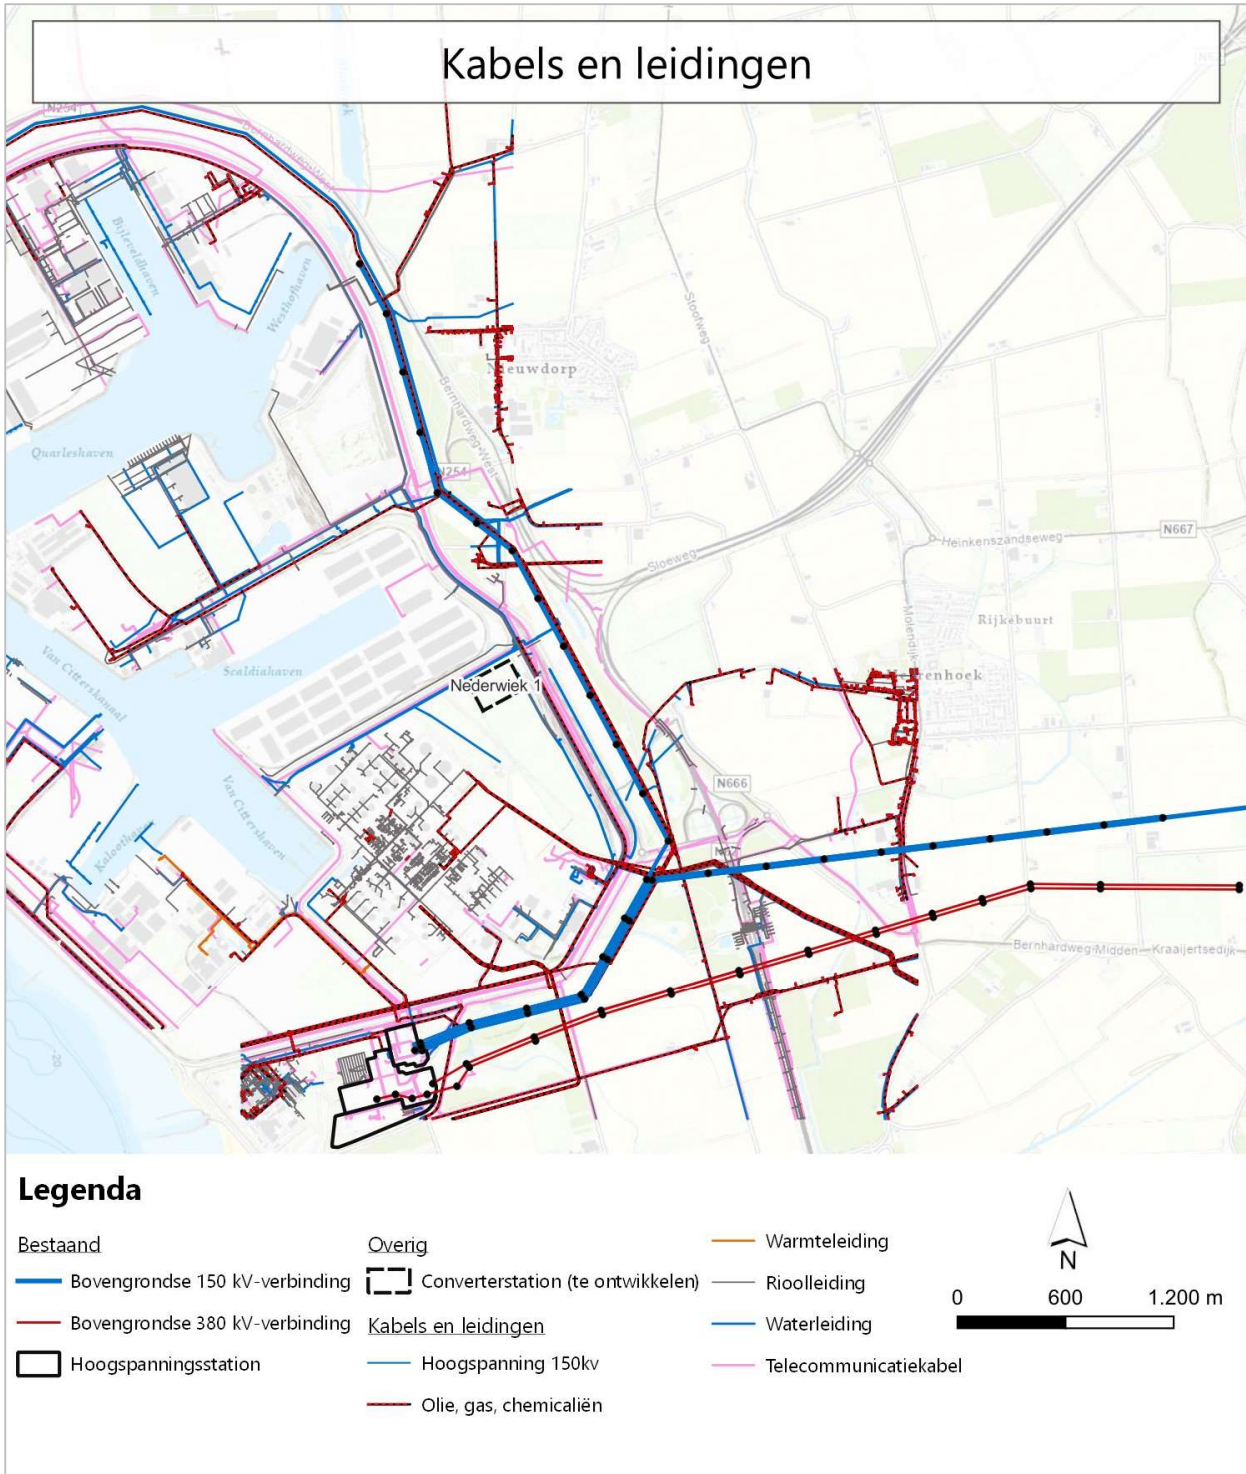 Kabels en leidingen
N254
Bernhardweg-West
Bijleveldhaven
Westhofhaven
Stoofweg
Nieuwdorp
Bernhardweg-West
Quarleshaven
N254
N667
Heinkenszandseweg
Sloeweg
Molendijk
Rijkebuurt
Van Citterskanaal
Scaldiahaven
Nederwiek 1
N666
Van Cittershaven
Kaloothaven
Bernhardweg-Midden
Kraaijertsedijk
-20
Legenda
Bestaand
Bovengrondse 150 kV-verbinding
Bovengrondse 380 kV-verbinding
Hoogspanningsstation
Overig
Converterstation (te ontwikkelen)
Kabels en leidingen
Hoogspanning 150kv
Olie, gas, chemicaliën
Warmteleiding
Rioolleiding
Waterleiding
Telecommunicatiekabel
N
0 600 1.200 m